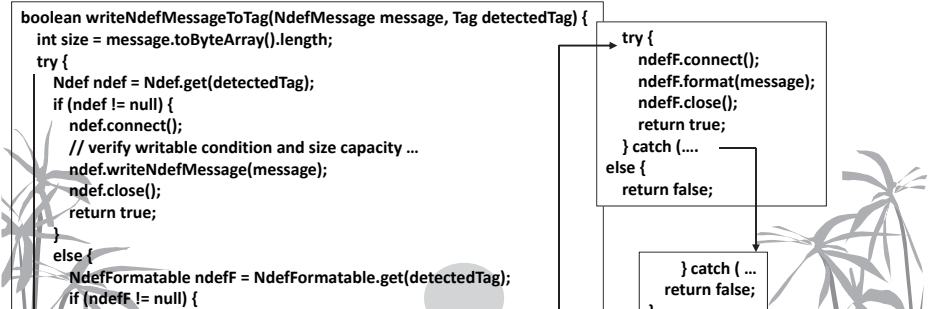 boolean writeNdefMessageToTag(NdefMessage message, Tag detectedTag) {
int size = message.toByteArray().length;
try {
Ndef ndef = Ndef.get(detectedTag);
if (ndef != null) {
ndef.connect();
// verify writable condition and size capacity ...
ndef.writeNdefMessage(message);
ndef.close();
return true;
}
else {
NdefFormatable ndefF = NdefFormatable.get(detectedTag);
if (ndefF != null) {
try {
ndefF.connect();
ndefF.format(message);
ndefF.close();
return true;
} catch (....
else {
return false;
} catch ( ...
return false;
}